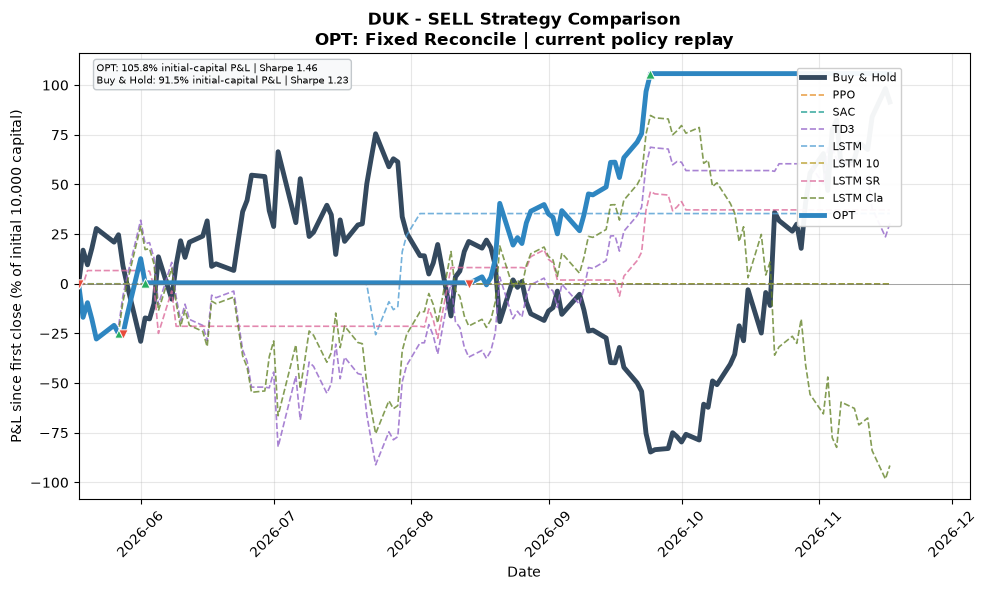 DUK - SELL Strategy Comparison
OPT: Fixed Reconcile | current policy replay
OPT: 105.8% initial-capital P&L | Sharpe 1.46
Buy & Hold: 91.5% initial-capital P&L | Sharpe 1.23
Buy & Hold
PPO
SAC
TD3
LSTM
LSTM 10
LSTM SR
LSTM Cla
OPT
P&L since first close (% of initial 10,000 capital)
100
75
50
25
0
−25
−50
−75
−100
2026-06
2026-07
2026-08
2026-09
2026-10
2026-11
2026-12
Date